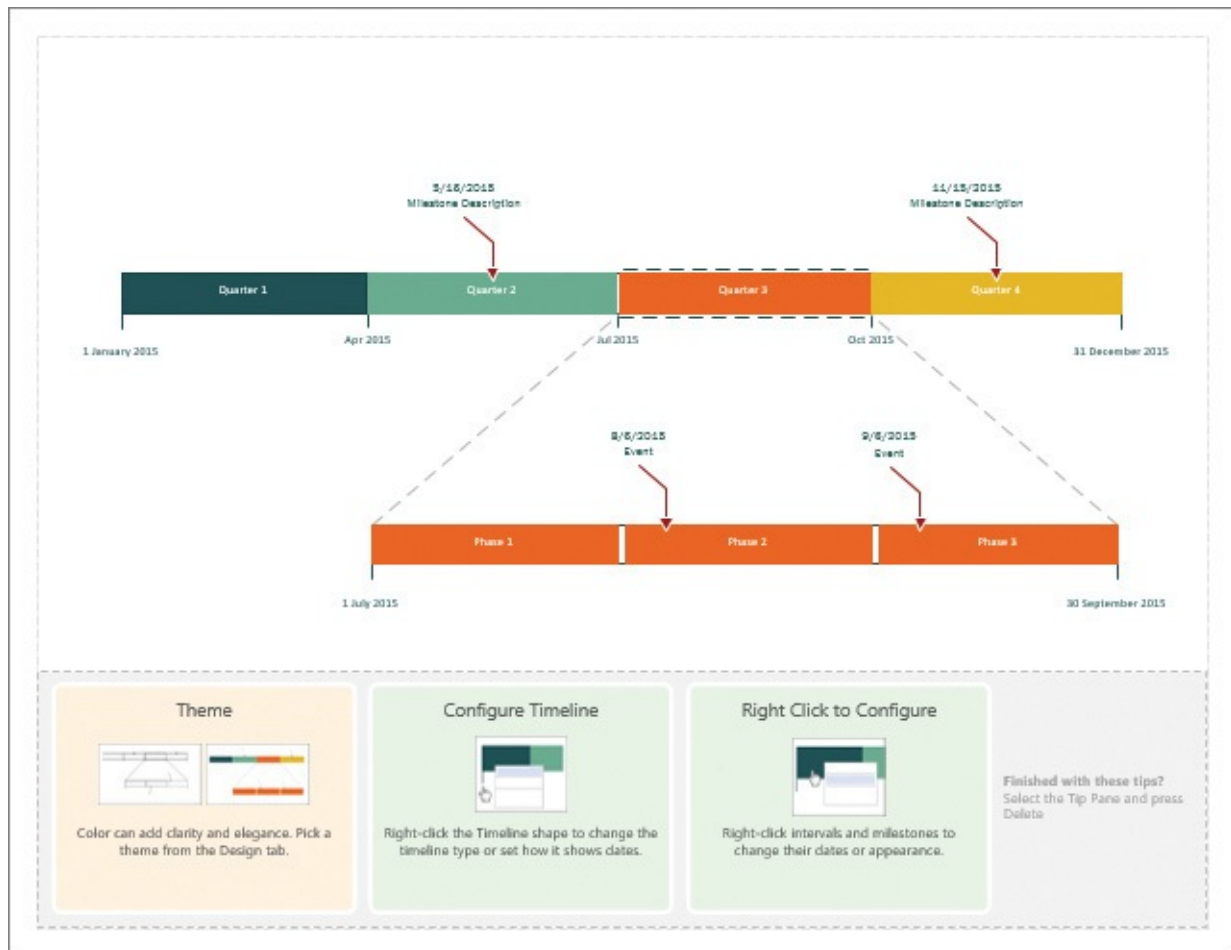 5/16/2015
Milestone Description
11/15/2015
Milestone Description
Quarter 1
Quarter 2
Quarter 3
Quarter 4
1 January 2015
Apr 2015
Jul 2015
Oct 2015
31 December 2015
8/6/2015
Event
9/6/2015
Event
Phase 1
Phase 2
Phase 3
1 July 2015
30 September 2015
Theme
Color can add clarity and elegance. Pick a
theme from the Design tab.
Configure Timeline
Right-click the Timeline shape to change the
timeline type or set how it shows dates.
Right Click to Configure
Right-click intervals and milestones to
change their dates or appearance.
Finished with these tips?
Select the Tip Pane and press
Delete